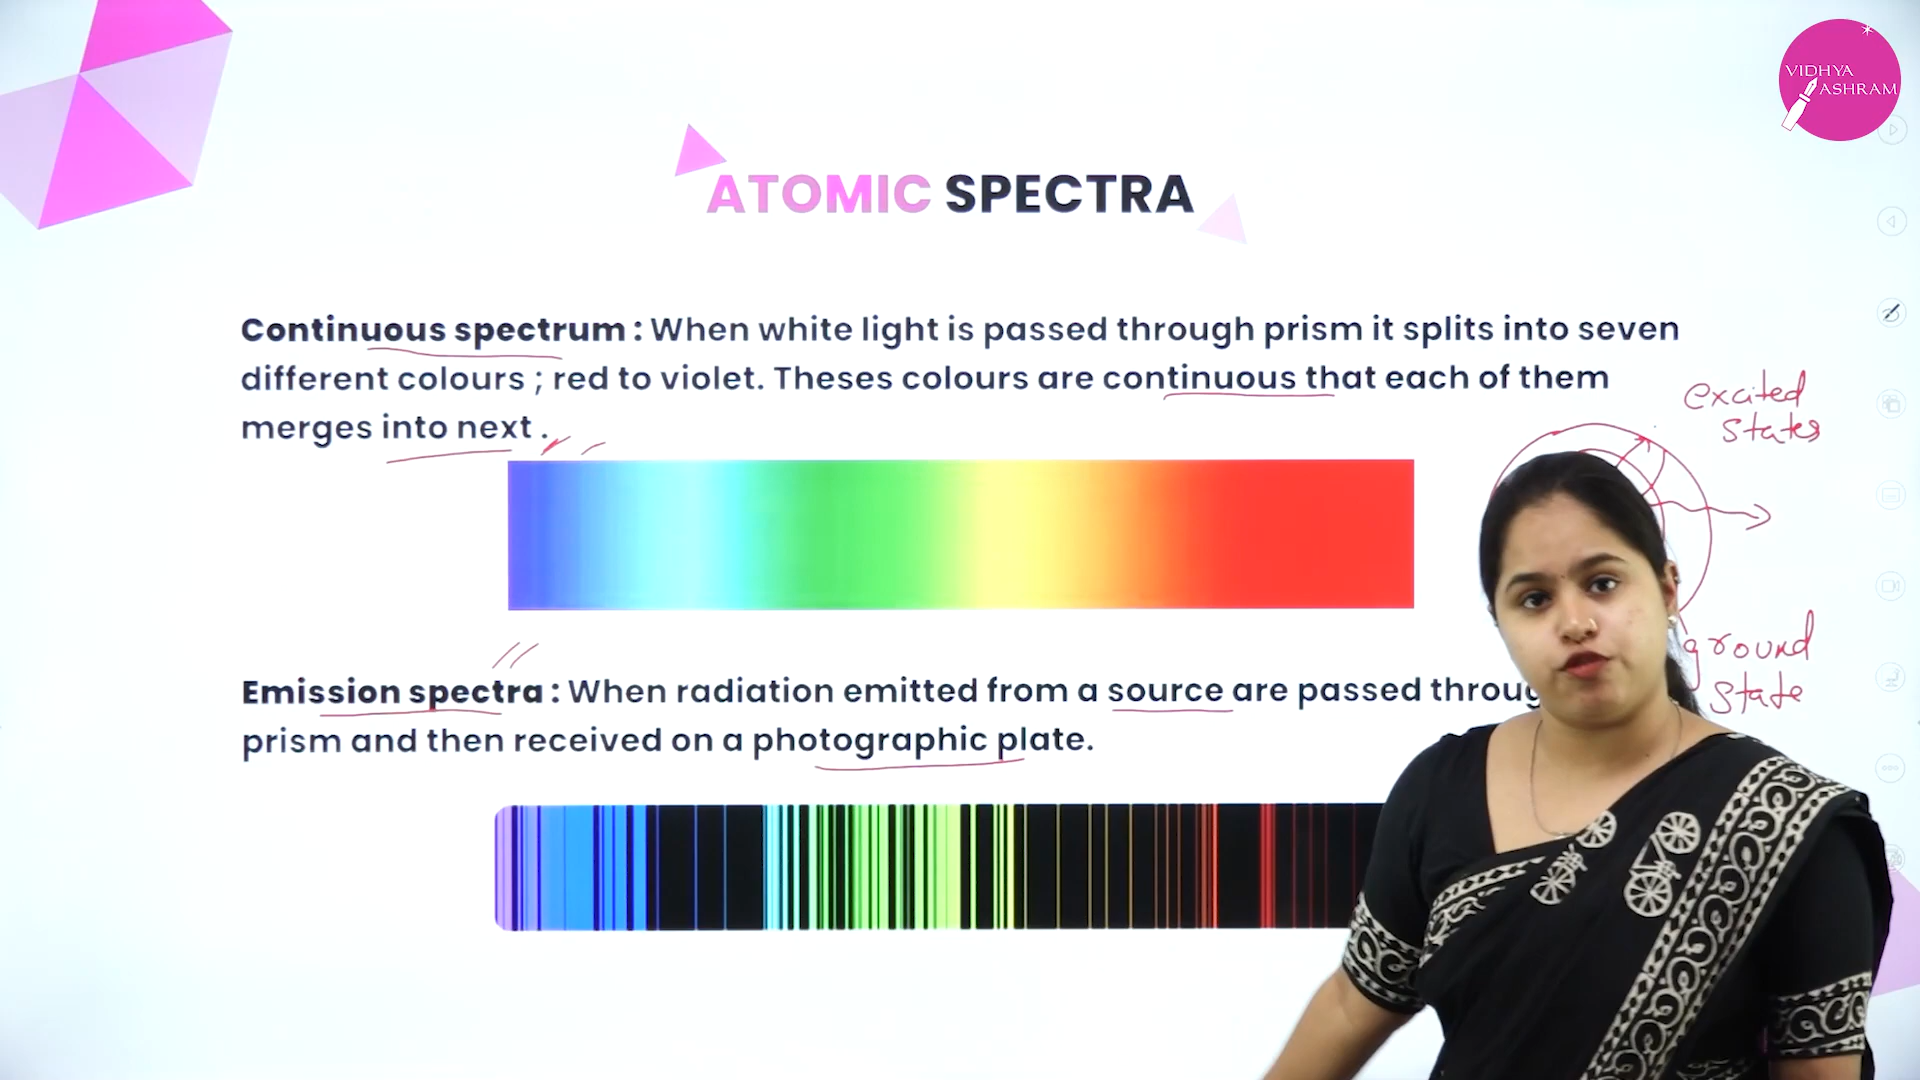 VIDHYA
ASHRAM
ATOMIC SPECTRA
Continuous spectrum : When white light is passed through prism it splits into seven
different colours ; red to violet. Theses colours are continuous that each of them
merges into next .
excited
states
Emission spectra : When radiation emitted from a source are passed throug
prism and then received on a photographic plate.
ground
state